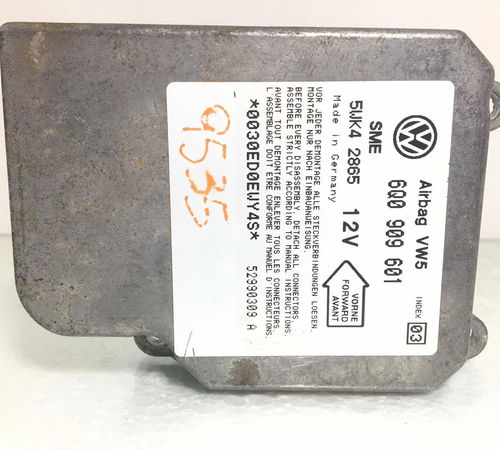 Airbag VW5
6Q0 909 601
INDEX
03
SME
5WK4 2865
12V
Made in Germany
VORNE
FORWARD
AVANT
VOR JEDER DEMONTAGE ALLE STECKVERBINDUNGEN LOESEN.
MONTAGE NUR NACH EINBAUANWEISUNG.
BEFORE EVERY DISASSEMBLY, DETACH ALL CONNECTORS
ASSEMBLE STRICTLY ACCORDING TO MANUAL INSTRUCTIONS.
AVANT TOUT DEMONTAGE ENLEVER TOUS LES CONNECTEURS.
L'ASSEMBLAGE DOIT ETRE CONFORME AU MANUEL D'INSTRUCTIONS.
*0030ED0EWY4S*
52990309 A
9535